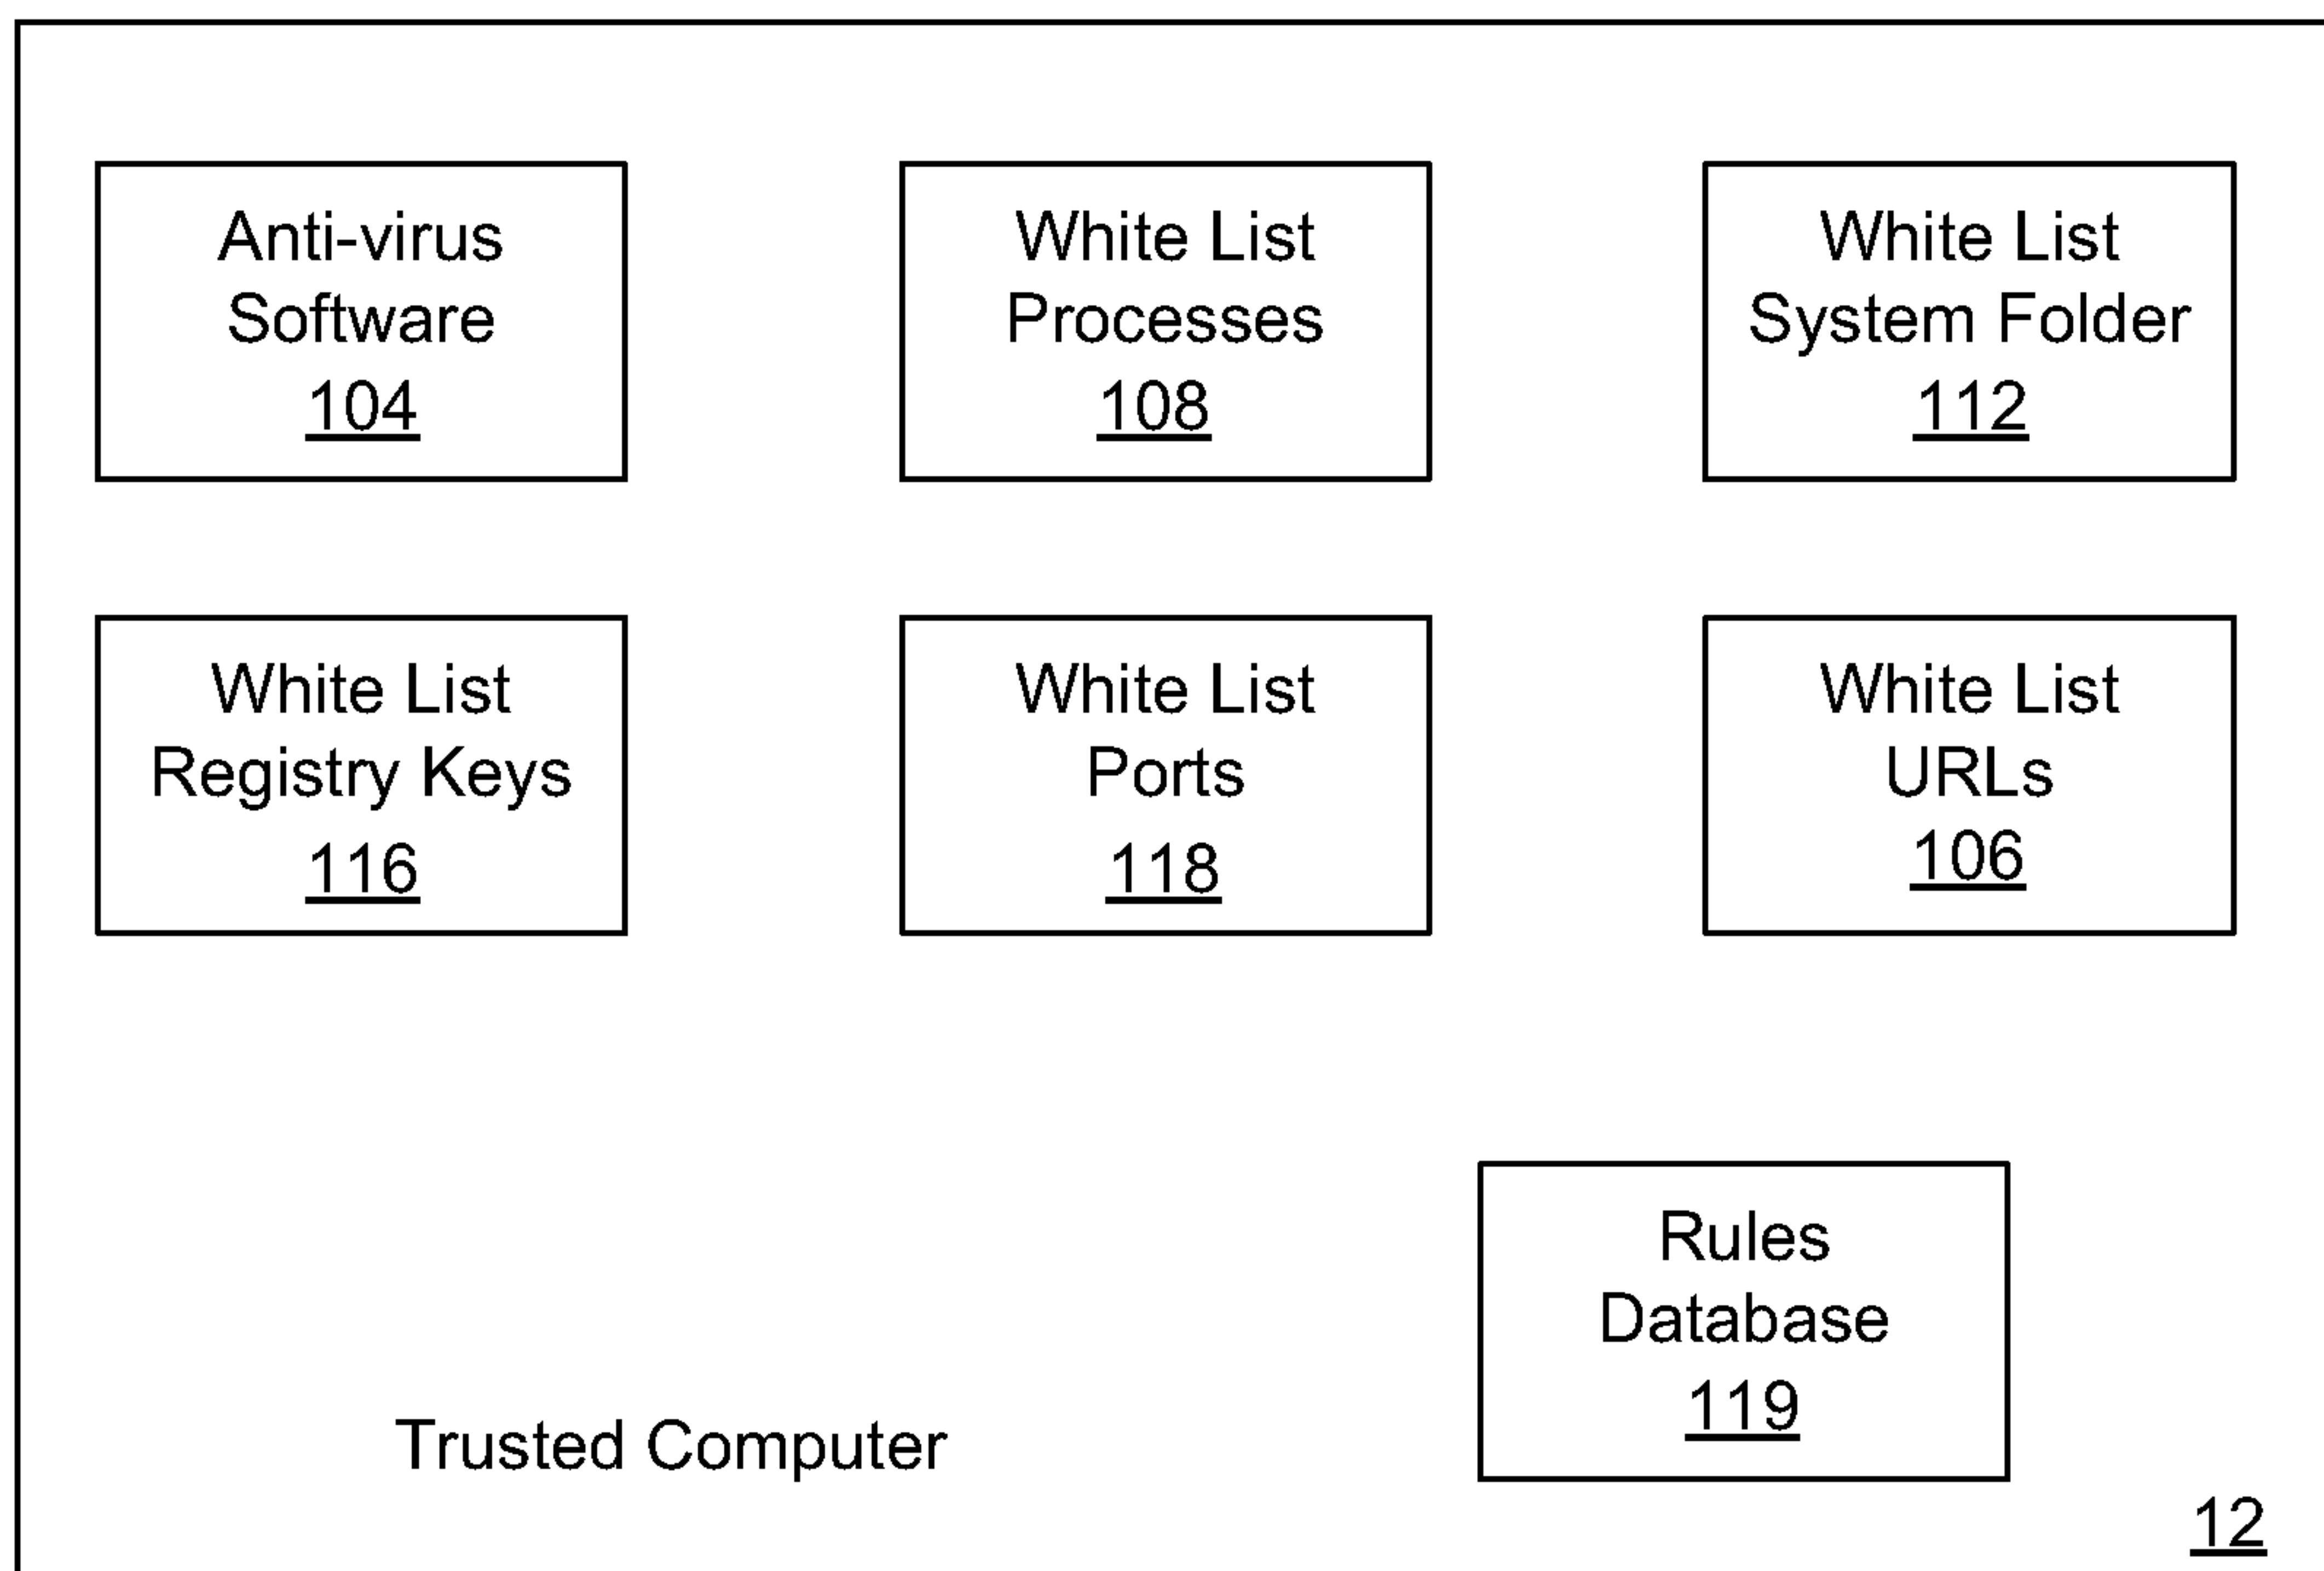 Anti-virus
Software
104
White List
Processes
108
White List
System Folder
112
White List
Registry Keys
116
White List
Ports
118
White List
URLs
106
Rules
Database
119
Trusted Computer
12